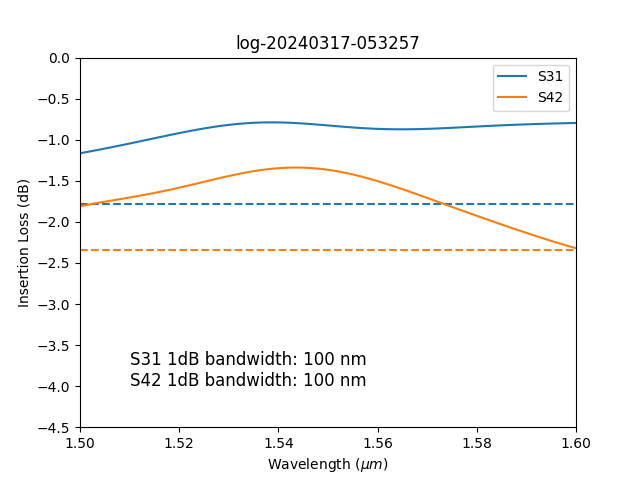 log-20240317-053257
0.0
−0.5
−1.0
−1.5
−2.0
−2.5
−3.0
−3.5
−4.0
−4.5
Insertion Loss (dB)
S31
S42
S31 1dB bandwidth: 100 nm
S42 1dB bandwidth: 100 nm
1.50 1.52 1.54 1.56 1.58 1.60
Wavelength (μm)